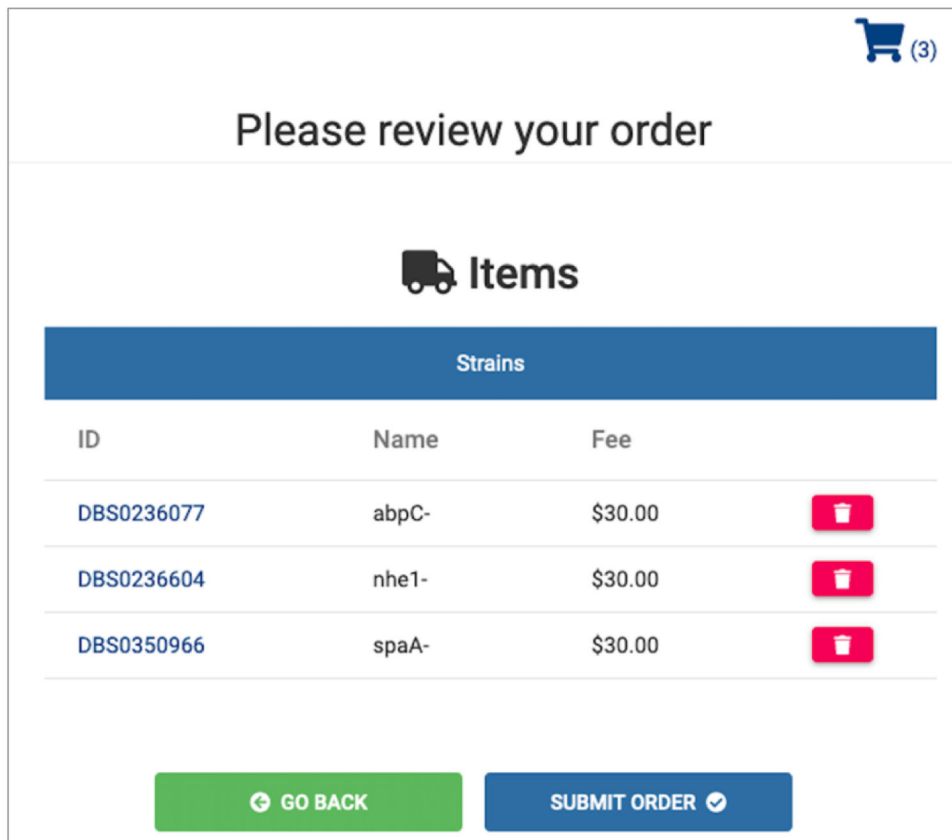 (3)
Please review your order
Items
Strains
ID Name Fee
DBS0236077 abpC- $30.00
DBS0236604 nhe1- $30.00
DBS0350966 spaA- $30.00
GO BACK SUBMIT ORDER